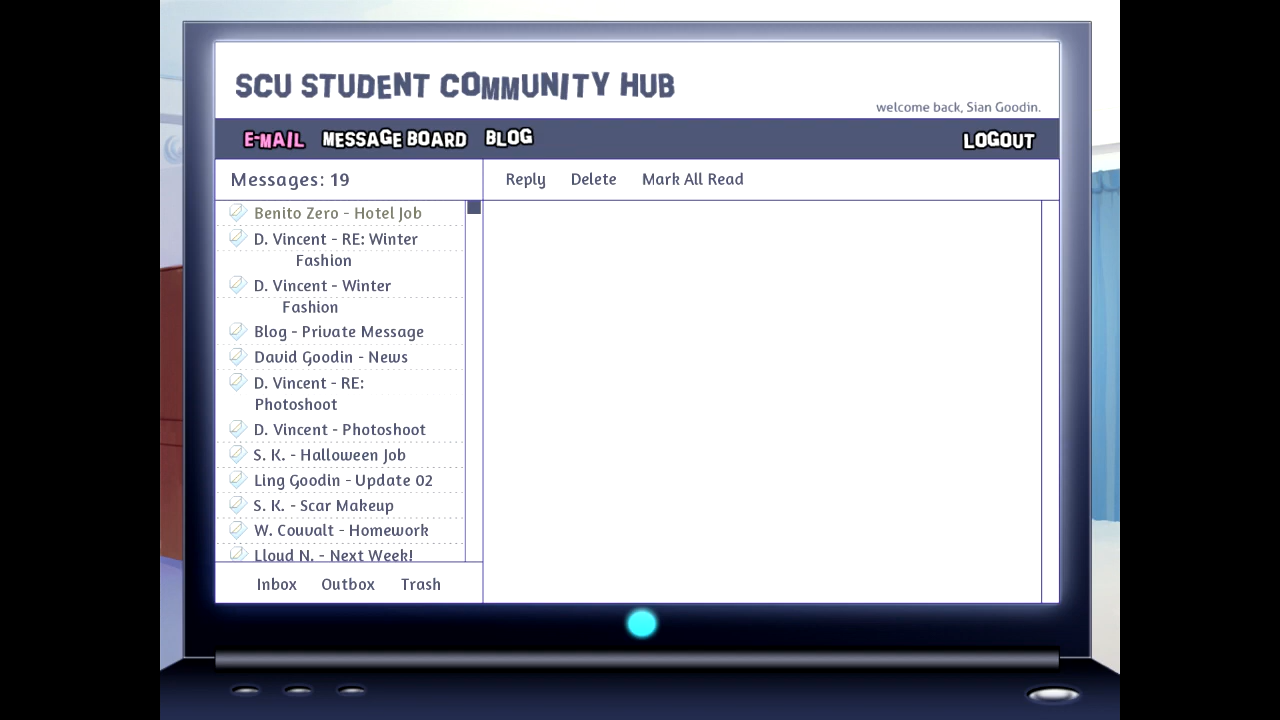 SCU STUDENT COMMUNITY HUB
welcome back, Sian Goodin.
E-MAIL MESSAGE BOARD BLOG LOGOUT
Messages: 19
Reply Delete Mark All Read
Benito Zero - Hotel Job
D. Vincent - RE: Winter
Fashion
D. Vincent - Winter
Fashion
Blog - Private Message
David Goodin - News
D. Vincent - RE:
Photoshoot
D. Vincent - Photoshoot
S. K. - Halloween Job
Ling Goodin - Update 02
S. K. - Scar Makeup
W. Couvalt - Homework
Lloud N. - Next Week!
Inbox Outbox Trash